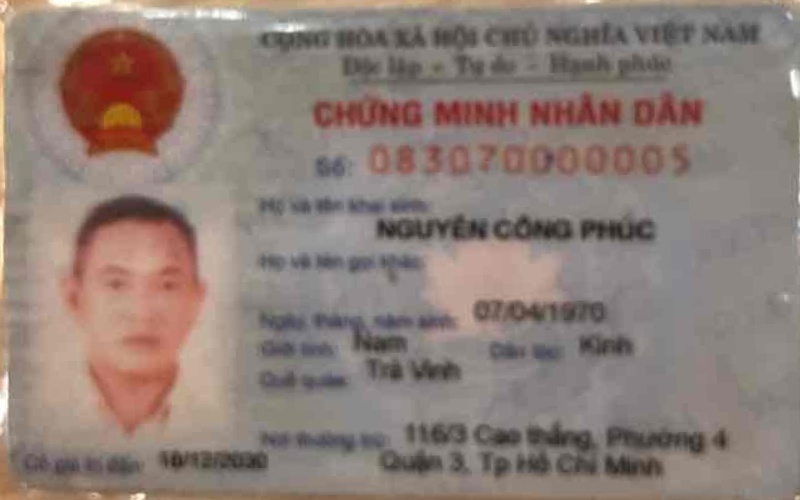 CỘNG HÒA XÃ HỘI CHỦ NGHĨA VIỆT NAM
Độc lập - Tự do - Hạnh phúc
CHỨNG MINH NHÂN DÂN
Số: 083070000005
Họ và tên khai sinh:
NGUYỄN CÔNG PHÚC
Họ và tên gọi khác:
Ngày, tháng, năm sinh: 07/04/1970
Giới tính: Nam Dân tộc: Kinh
Quê quán: Trà Vinh
Nơi thường trú: 116/3 Cao thắng, Phường 4
Quận 3, Tp Hồ Chí Minh
Có giá trị đến: 18/12/2030